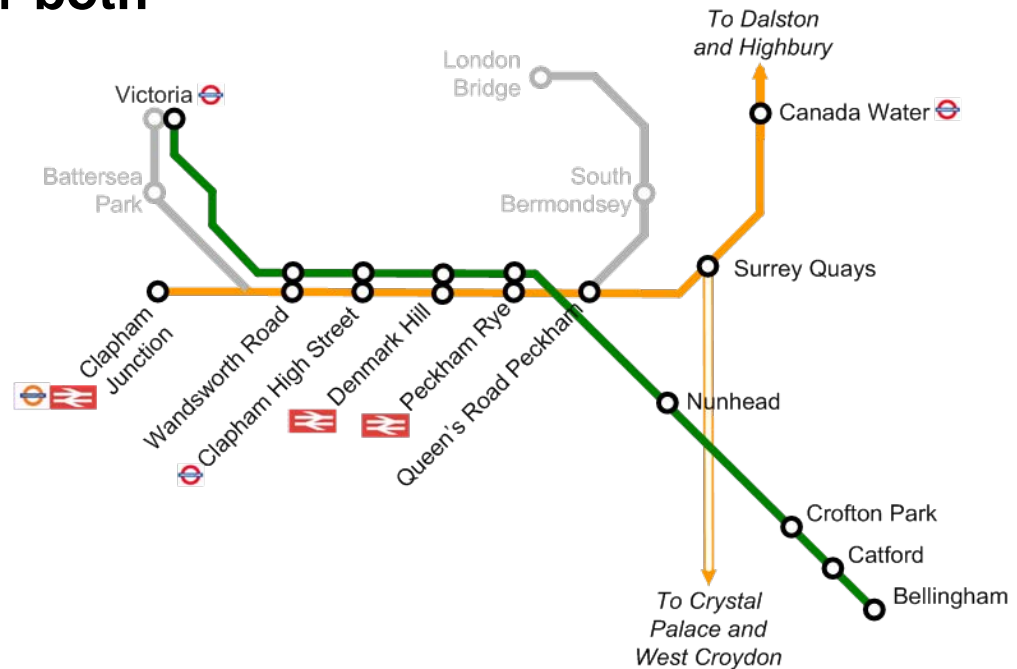 r both
To Dalston
and Highbury
London
Bridge
Victoria
Canada Water
Battersea
Park
South
Bermondsey
Surrey Quays
Clapham
Junction
Wandsworth Road
Clapham High Street
Denmark Hill
Peckham Rye
Queen's Road Peckham
Nunhead
Crofton Park
Catford
Bellingham
To Crystal
Palace and
West Croydon